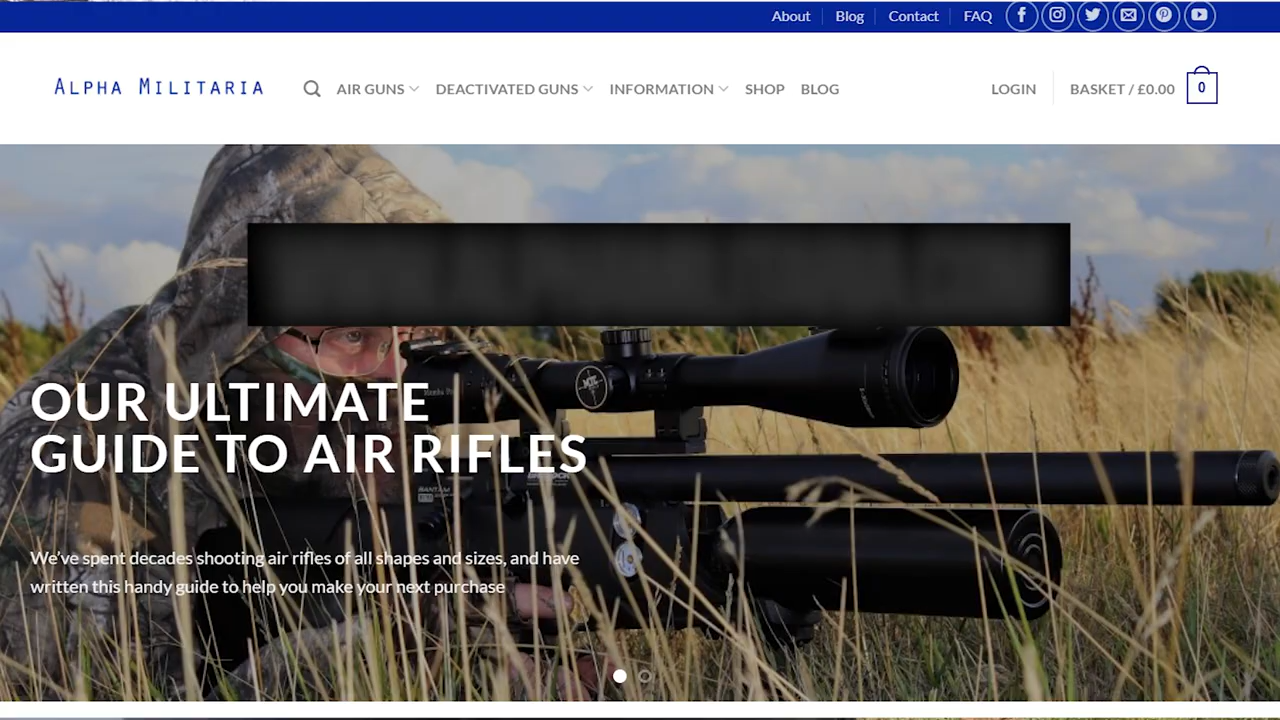 About Blog Contact FAQ
ALPHA MILITARIA
AIR GUNS DEACTIVATED GUNS INFORMATION SHOP BLOG LOGIN BASKET / £0.00 0
MTC
OUR ULTIMATE
GUIDE TO AIR RIFLES
BANTAM
We've spent decades shooting air rifles of all shapes and sizes, and have
written this handy guide to help you make your next purchase